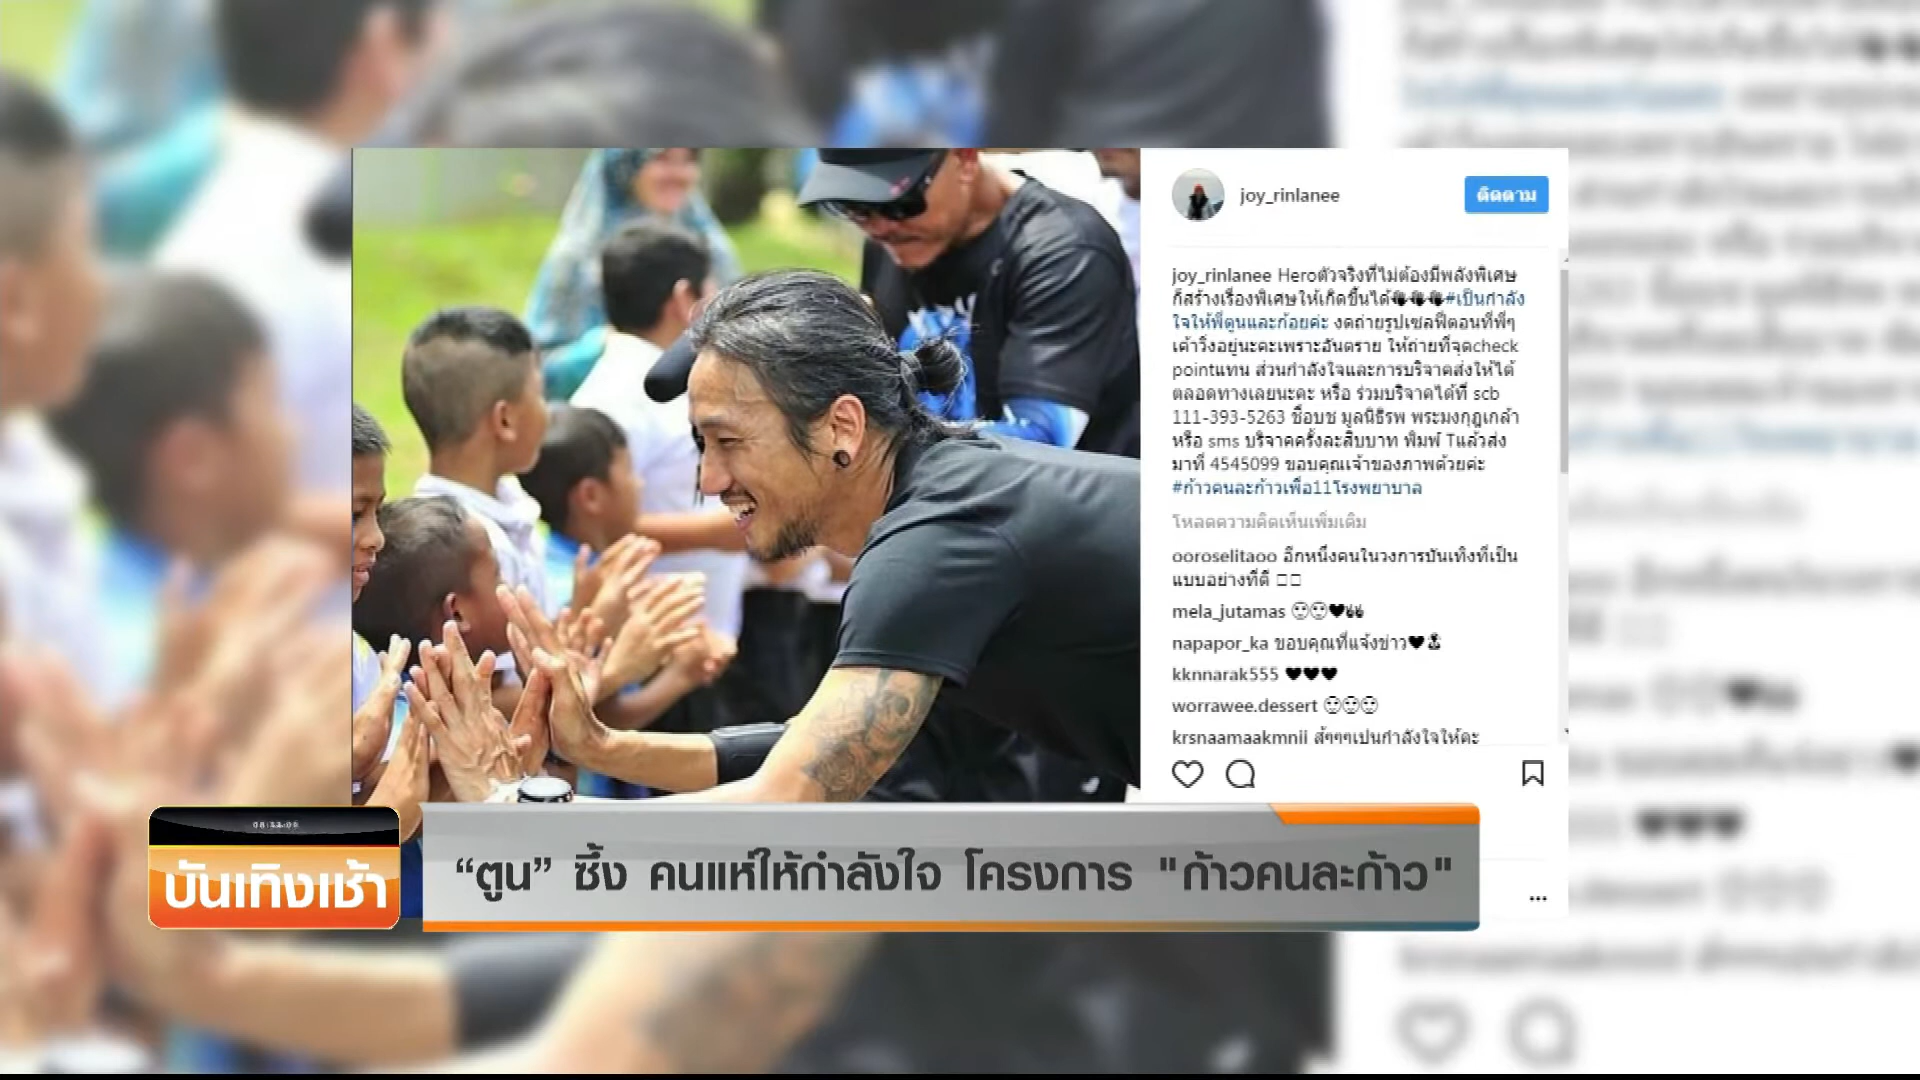 joy_rinlanee
ติดตาม
joy_rinlanee Heroตัวจริงที่ไม่ต้องมีพลังพิเศษ
ก็สร้างเรื่องพิเศษให้เกิดขึ้นได้#เป็นกำลัง
ใจให้พี่ตูนและก้อยค่ะ งดถ่ายรูปเซลฟี่ตอนที่พี่ๆ
เค้าวิ่งอยู่นะคะเพราะอันตราย ให้ถ่ายที่จุดcheck
pointแทน ส่วนกำลังใจและการบริจาคส่งให้ได้
ตลอดทางเลยนะคะ หรือ ร่วมบริจาคได้ที่ scb
111-393-5263 ชื่อบช มูลนิธิรพ พระมงกุฎเกล้า
หรือ sms บริจาคครั้งละสิบบาท พิมพ์ Tแล้วส่ง
มาที่ 4545099 ขอบคุณเจ้าของภาพด้วยค่ะ
#ก้าวคนละก้าวเพื่อ11โรงพยาบาล
โหลดความคิดเห็นเพิ่มเติม
ooroselitaoo อีกหนึ่งคนในวงการบันเทิงที่เป็น
แบบอย่างที่ดี
mela_jutamas
napapor_ka ขอบคุณที่แจ้งข่าว
kknnarak555
worrawee.dessert
krsnaamaakmnii สู้ๆๆๆเป็นกำลังใจให้คะ
บันเทิงเช้า
“ตูน” ซึ้ง คนแห่ให้กำลังใจ โครงการ "ก้าวคนละก้าว"